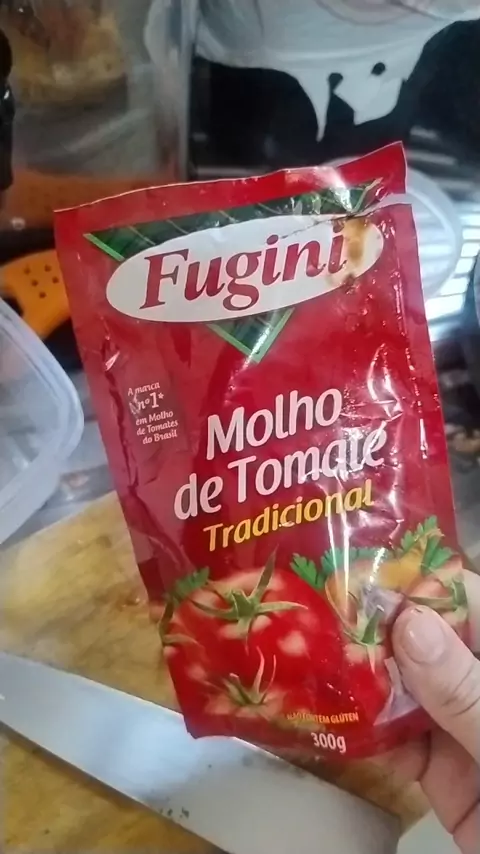 Fugini
A marca
nº1*
em Molho
de Tomates
do Brasil
Molho
de Tomate
Tradicional
NÃO CONTÉM GLÚTEN
300g